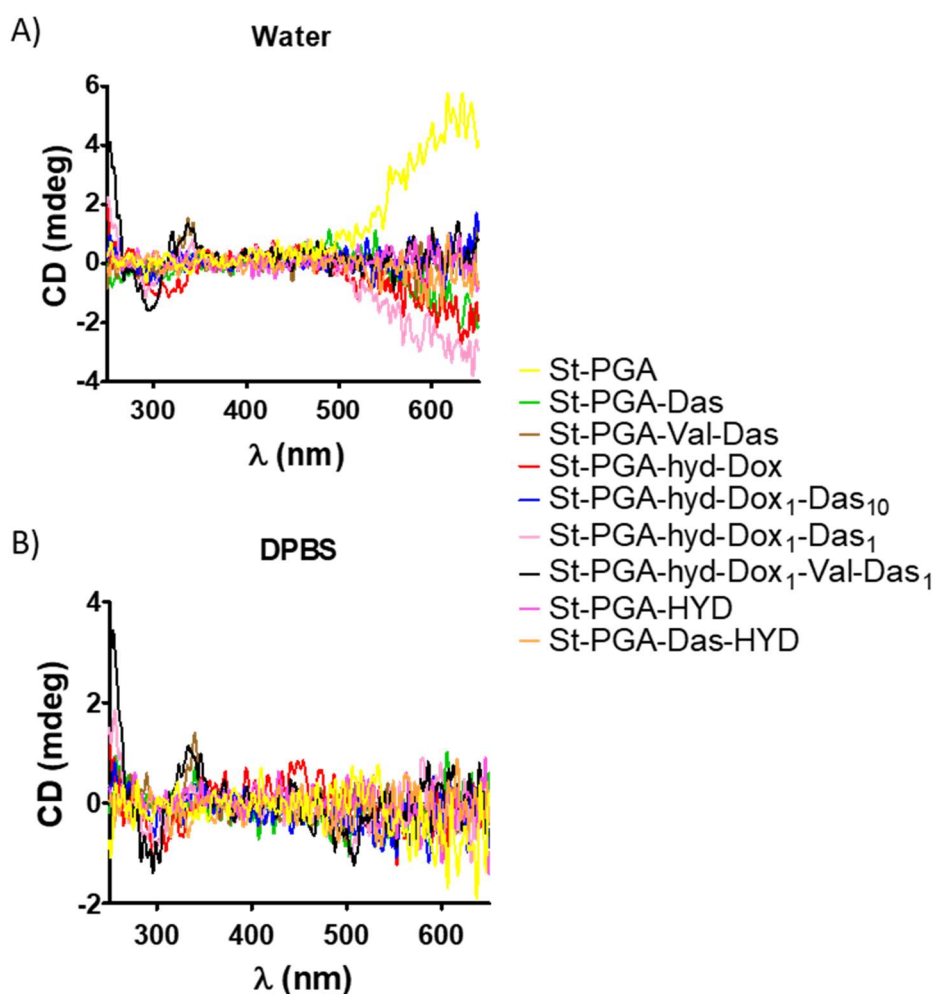 A)
Water
6
4
2
0
-2
-4
CD (mdeg)
300 400 500 600
λ (nm)
St-PGA
St-PGA-Das
St-PGA-Val-Das
St-PGA-hyd-Dox
St-PGA-hyd-Dox₁-Das₁₀
St-PGA-hyd-Dox₁-Das₁
St-PGA-hyd-Dox₁-Val-Das₁
St-PGA-HYD
St-PGA-Das-HYD
B)
DPBS
4
2
0
-2
CD (mdeg)
300 400 500 600
λ (nm)